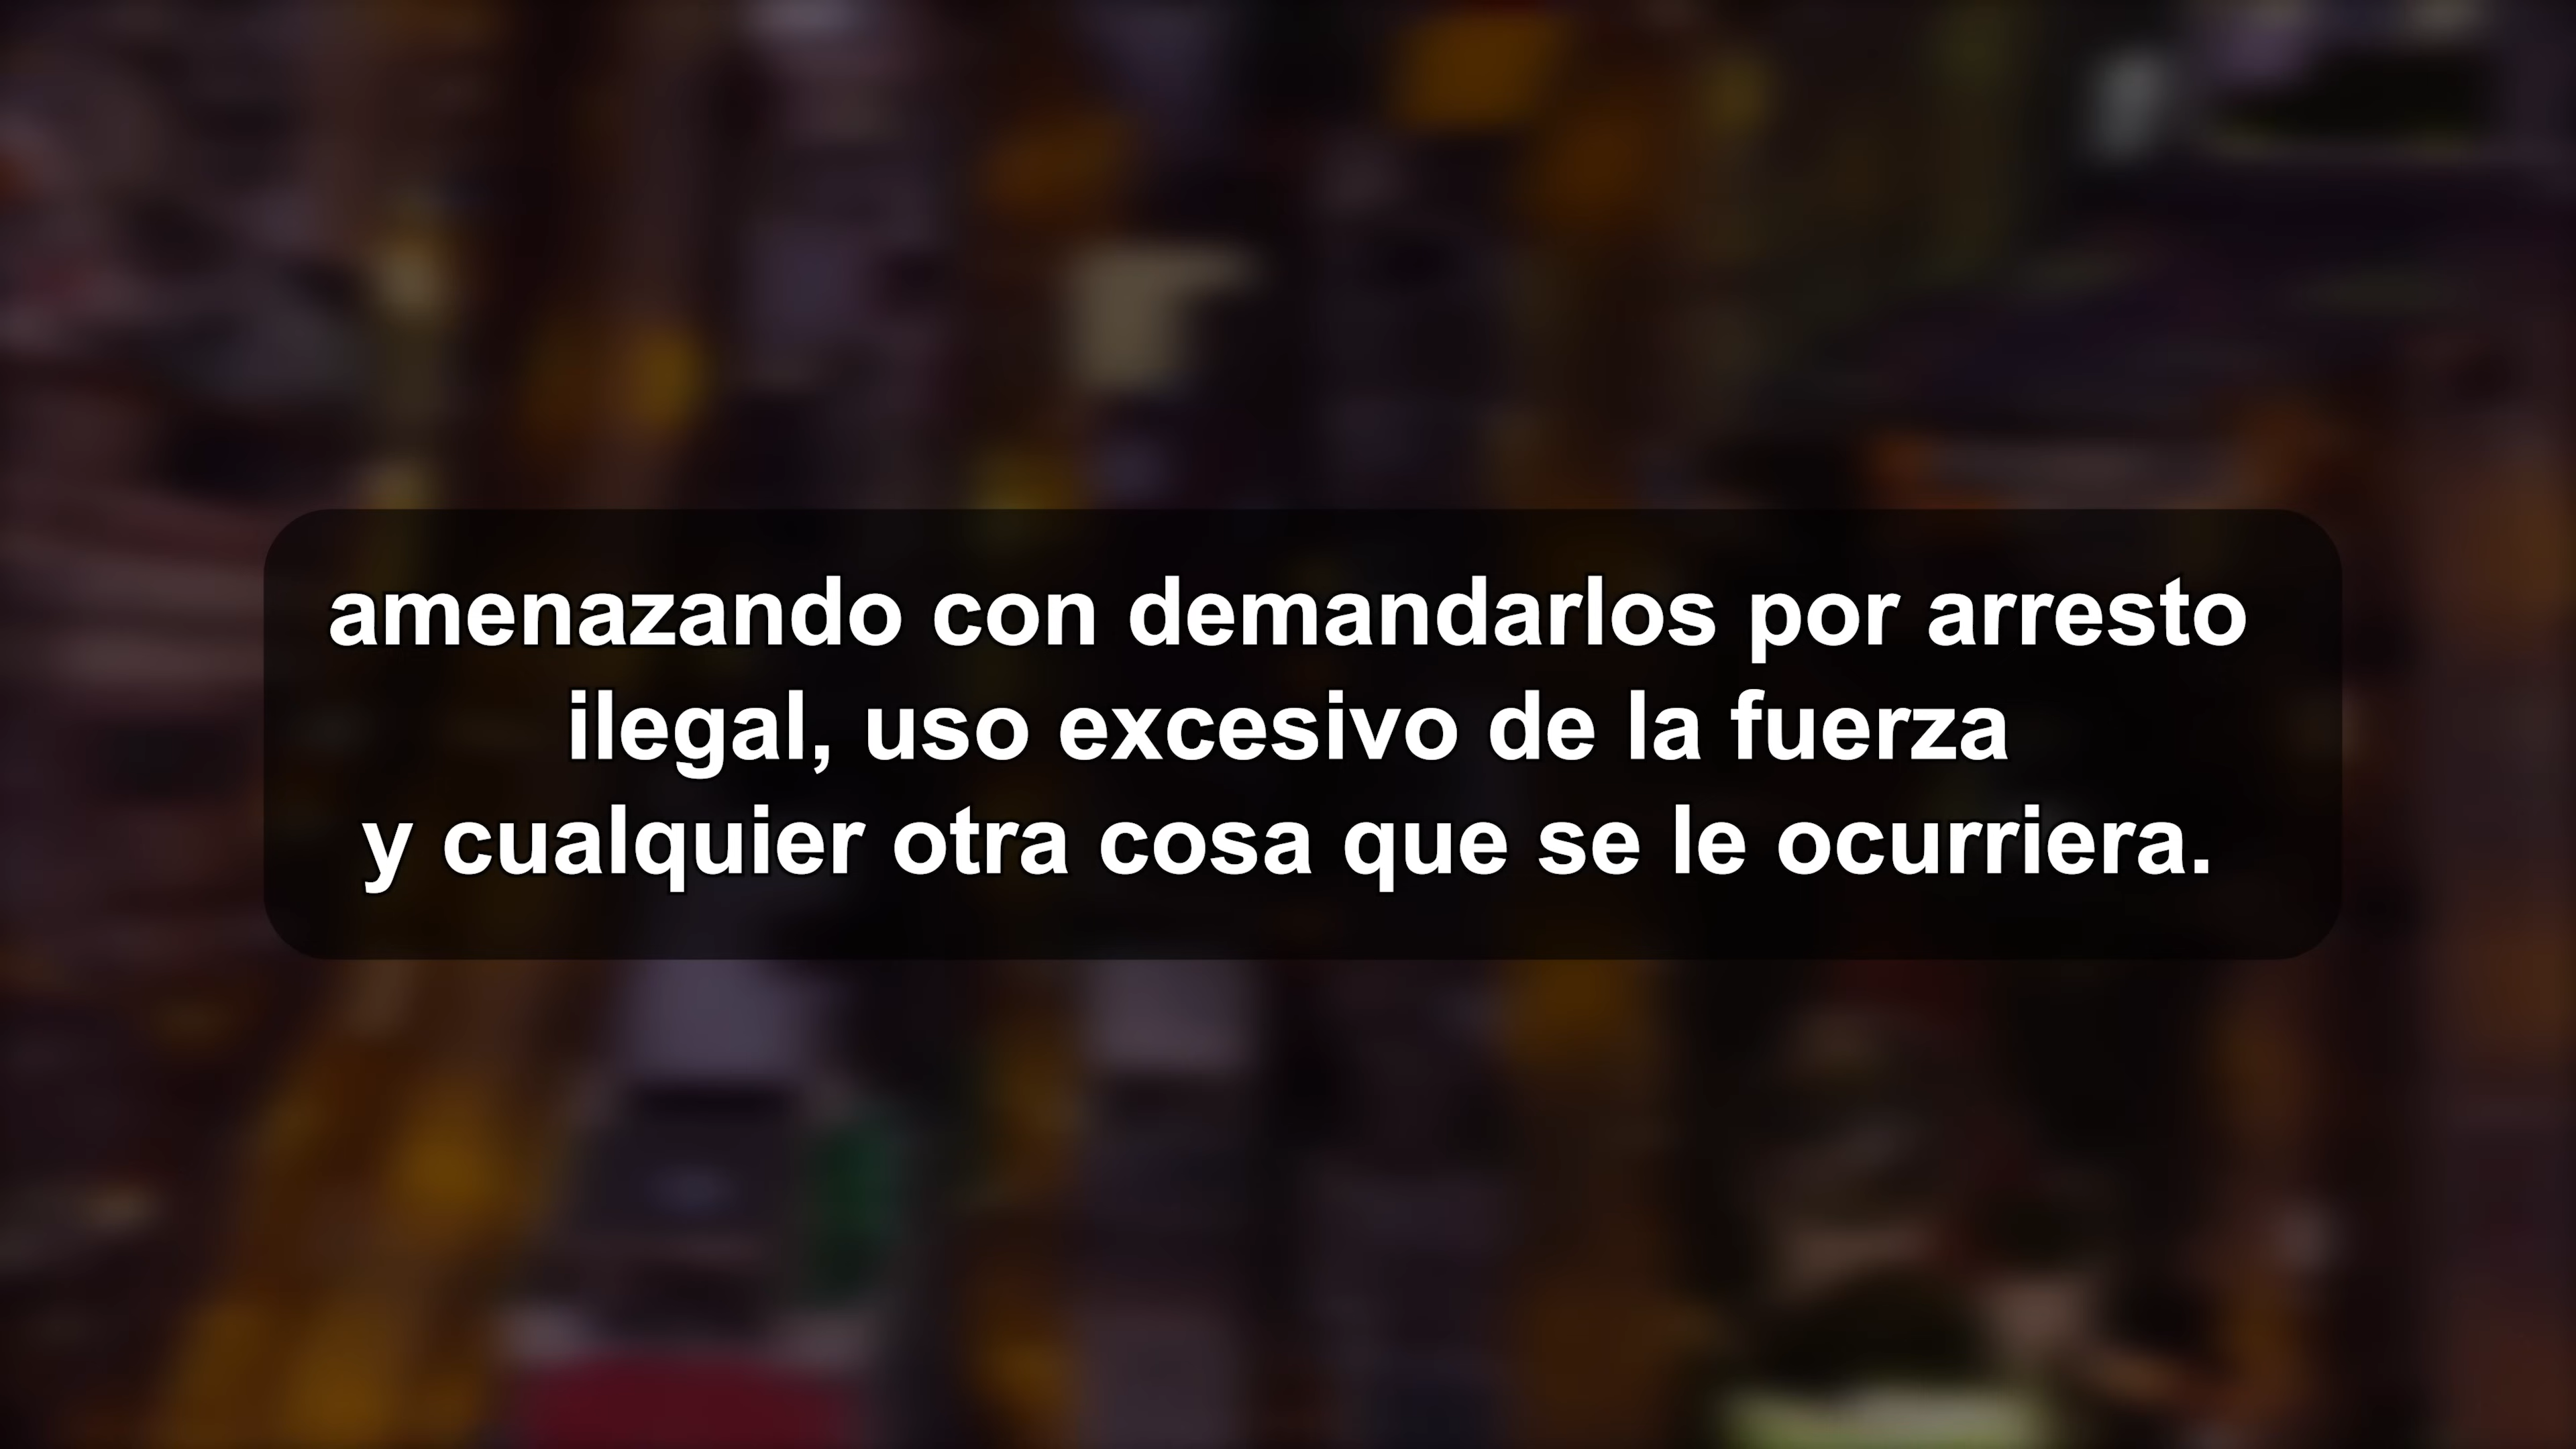 amenazando con demandarlos por arresto
ilegal, uso excesivo de la fuerza
y cualquier otra cosa que se le ocurriera.